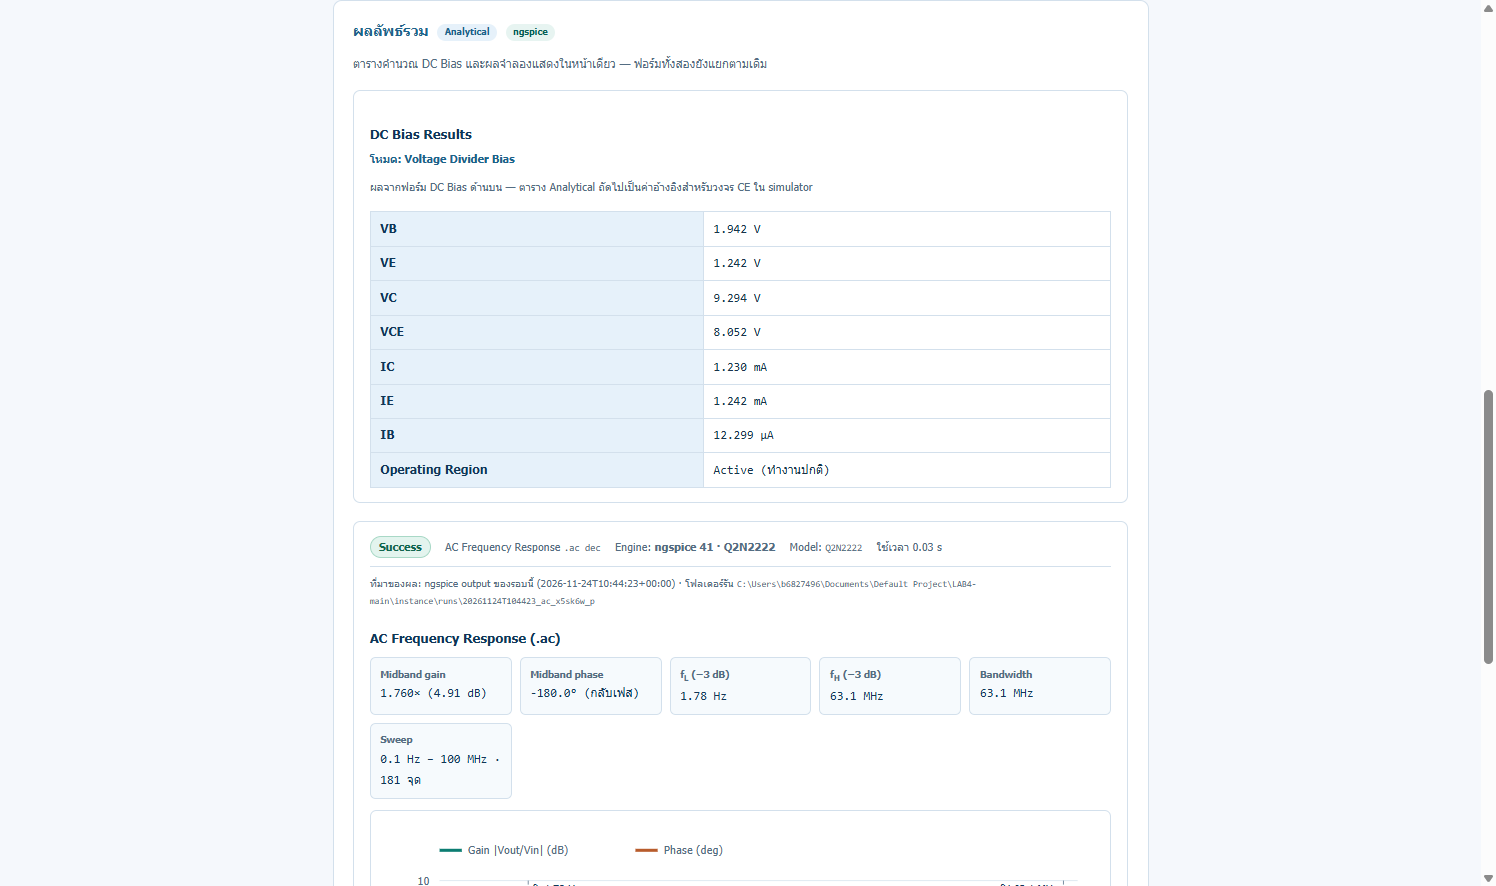 ผลลัพธ์รวม Analytical ngspice
ตารางคำนวณ DC Bias และผลจำลองแสดงในหน้าเดียว — ฟอร์มทั้งสองยังแยกตามเดิม
DC Bias Results
โหมด: Voltage Divider Bias
ผลจากฟอร์ม DC Bias ด้านบน — ตาราง Analytical ถัดไปเป็นค่าอ้างอิงสำหรับวงจร CE ใน simulator
VB 1.942 V
VE 1.242 V
VC 9.294 V
VCE 8.052 V
IC 1.230 mA
IE 1.242 mA
IB 12.299 µA
Operating Region Active (ทำงานปกติ)
Success AC Frequency Response .ac dec Engine: ngspice 41 · Q2N2222 Model: Q2N2222 ใช้เวลา 0.03 s
ที่มาของผล: ngspice output ของรอบนี้ (2026-11-24T10:44:23+00:00) · โฟลเดอร์รัน C:\Users\b6827496\Documents\Default Project\LAB4-
main\instance\runs\20261124T104423_ac_x5sk6w_p
AC Frequency Response (.ac)
Midband gain
1.760× (4.91 dB)
Midband phase
-180.0° (กลับเฟส)
fL (−3 dB)
1.78 Hz
fH (−3 dB)
63.1 MHz
Bandwidth
63.1 MHz
Sweep
0.1 Hz – 100 MHz ·
181 จุด
Gain |Vout/Vin| (dB) Phase (deg)
10